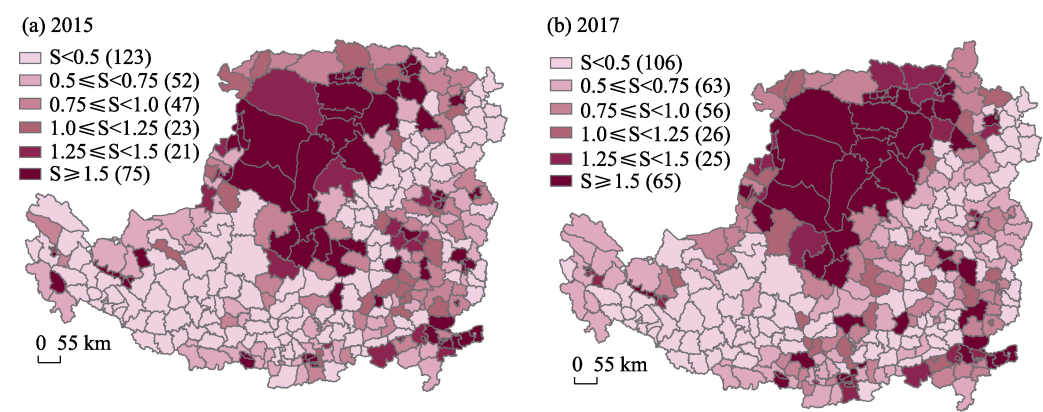 (a) 2015
S<0.5 (123)
0.5⩽S<0.75 (52)
0.75⩽S<1.0 (47)
1.0⩽S<1.25 (23)
1.25⩽S<1.5 (21)
S⩾1.5 (75)
0 55 km
(b) 2017
S<0.5 (106)
0.5⩽S<0.75 (63)
0.75⩽S<1.0 (56)
1.0⩽S<1.25 (26)
1.25⩽S<1.5 (25)
S⩾1.5 (65)
0 55 km